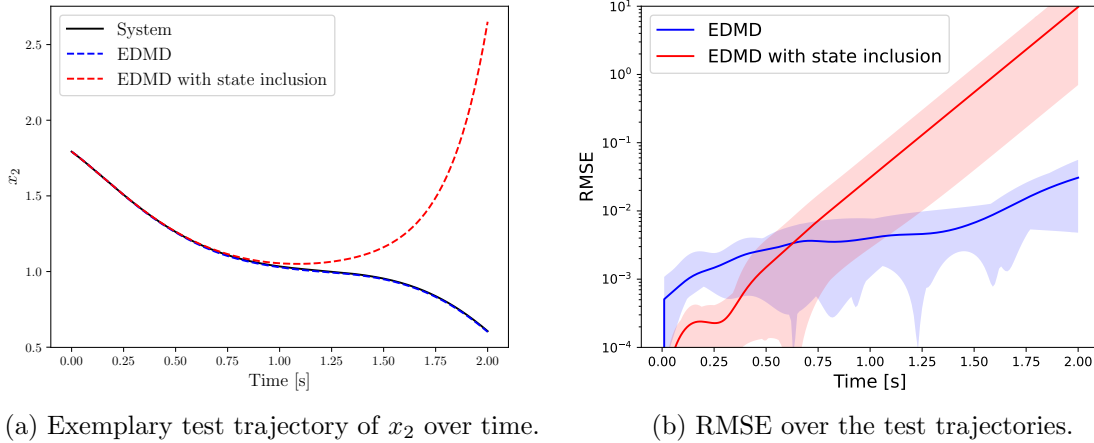 System
EDMD
EDMD with state inclusion
2.5
2.0
1.5
1.0
0.5
x₂
0.00 0.25 0.50 0.75 1.00 1.25 1.50 1.75 2.00
Time [s]
(a) Exemplary test trajectory of x₂ over time.
EDMD
EDMD with state inclusion
10¹
10⁰
10⁻¹
10⁻²
10⁻³
10⁻⁴
RMSE
0.00 0.25 0.50 0.75 1.00 1.25 1.50 1.75 2.00
Time [s]
(b) RMSE over the test trajectories.